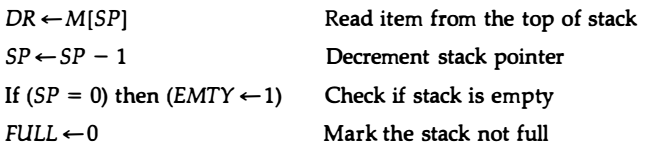 DR ← M[SP] Read item from the top of stack
SP ← SP − 1 Decrement stack pointer
If (SP = 0) then (EMTY ← 1) Check if stack is empty
FULL ← 0 Mark the stack not full